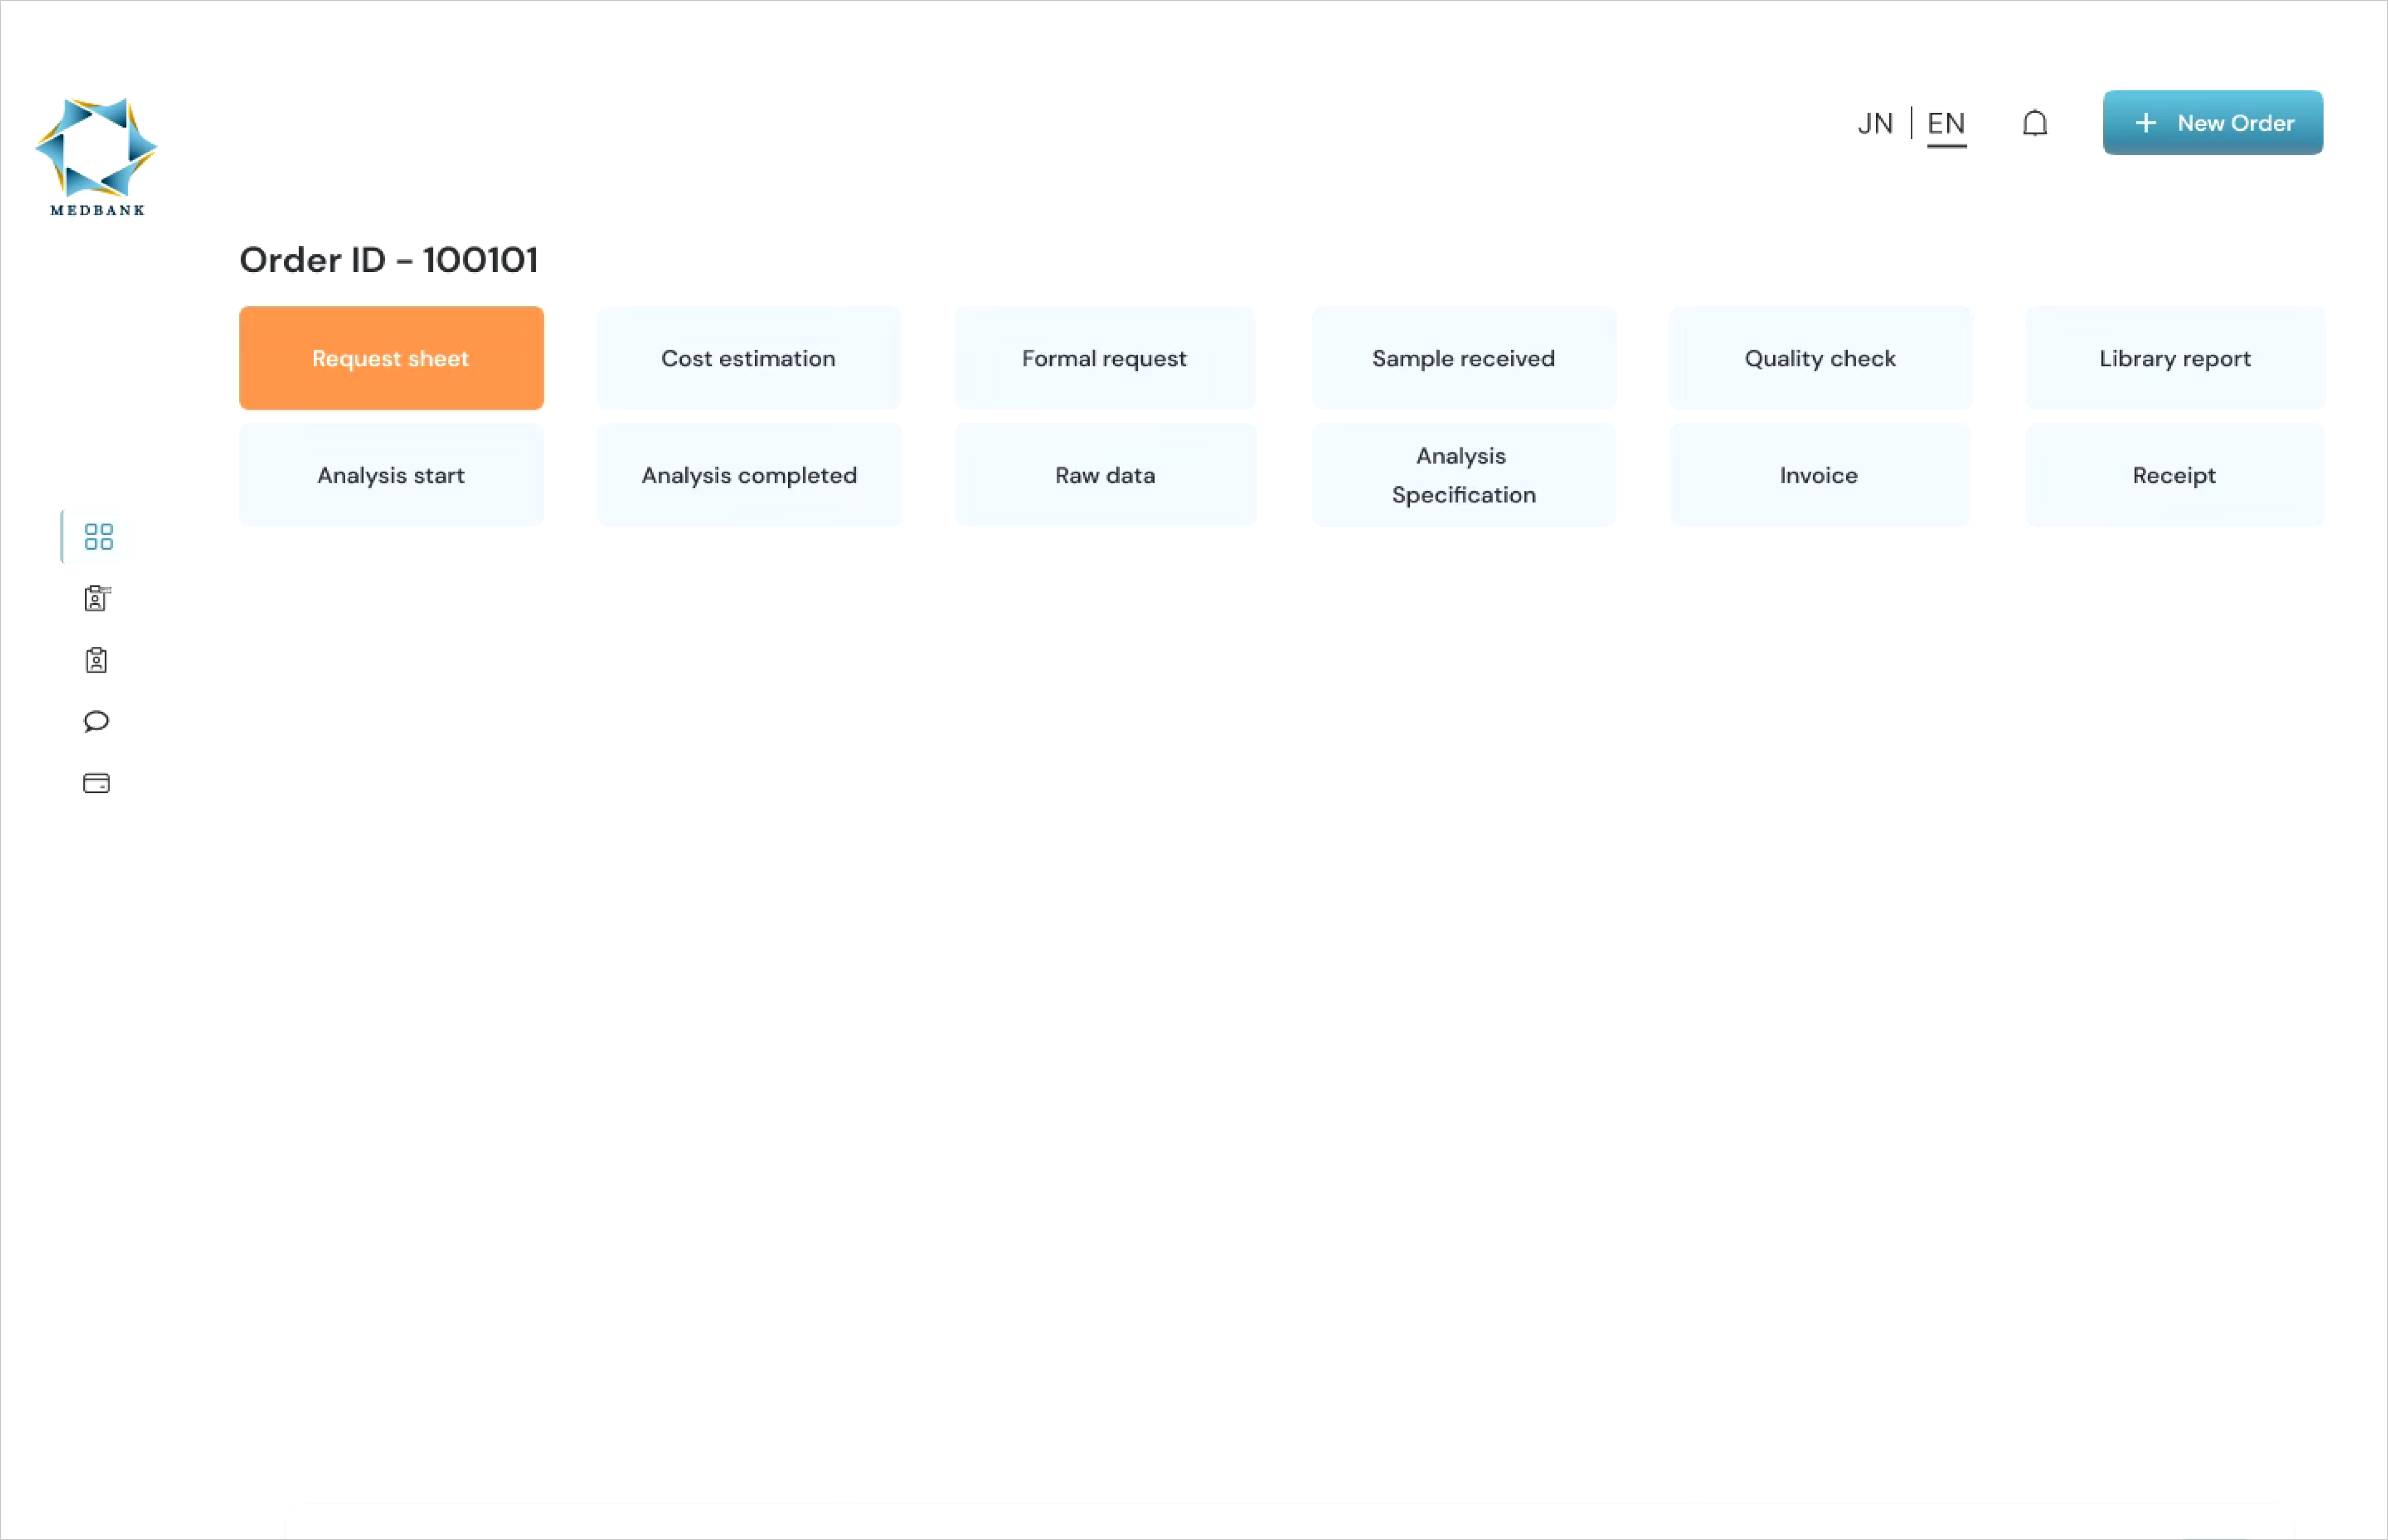 MEDBANK
JN | EN
+ New Order
Order ID - 100101
Request sheet
Cost estimation
Formal request
Sample received
Quality check
Library report
Analysis start
Analysis completed
Raw data
Analysis
Specification
Invoice
Receipt